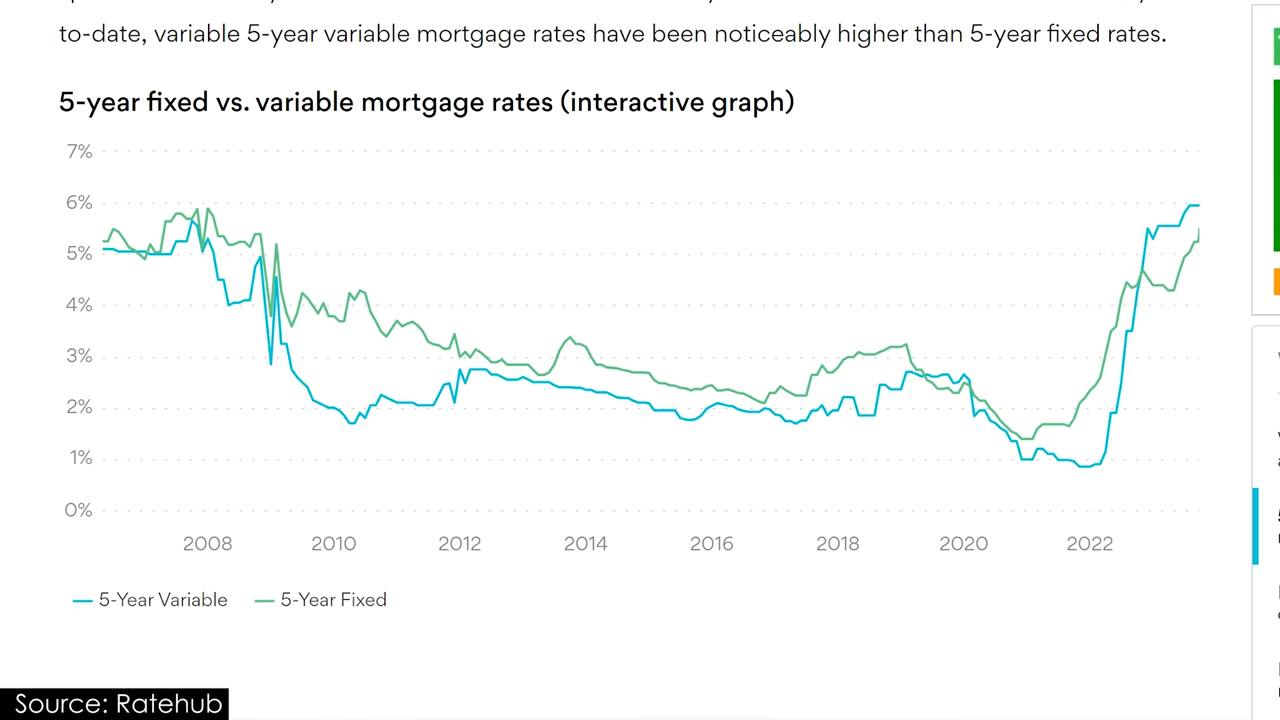 to-date, variable 5-year variable mortgage rates have been noticeably higher than 5-year fixed rates.
5-year fixed vs. variable mortgage rates (interactive graph)
7%
6%
5%
4%
3%
2%
1%
0%
2008 2010 2012 2014 2016 2018 2020 2022
5-Year Variable 5-Year Fixed
Source: Ratehub